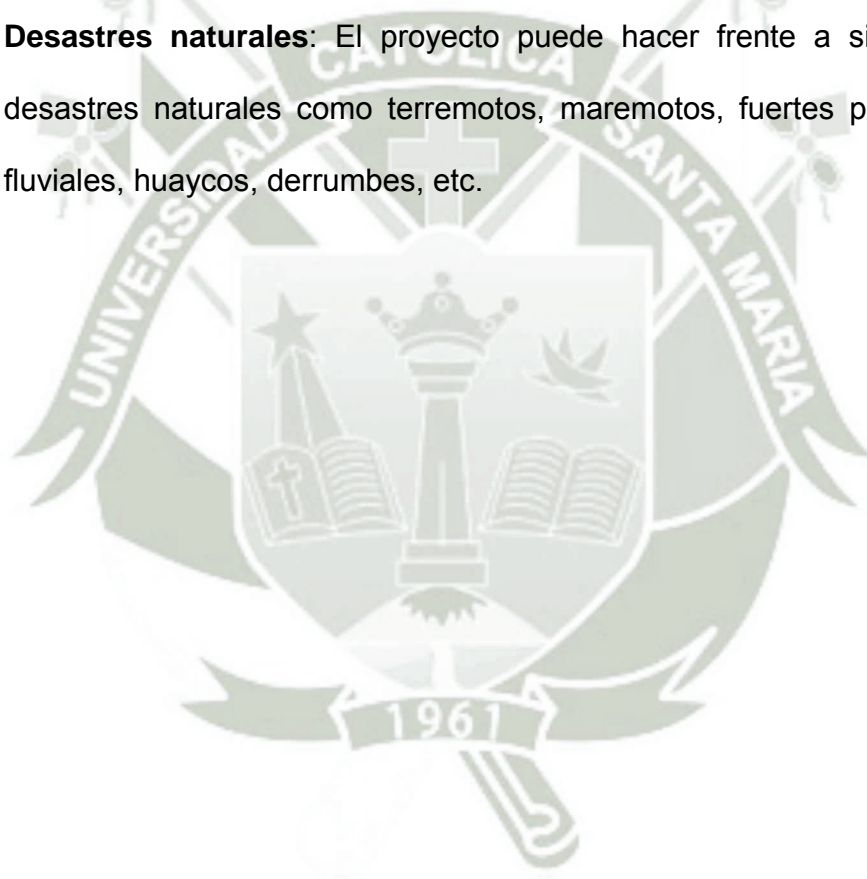 Desastres naturales: El proyecto puede hacer frente a
desastres naturales como terremotos, maremotos, fuertes
fluviales, huaycos, derrumbes, etc.
UNIVERSIDAD CATOLICA SANTA MARIA
1961